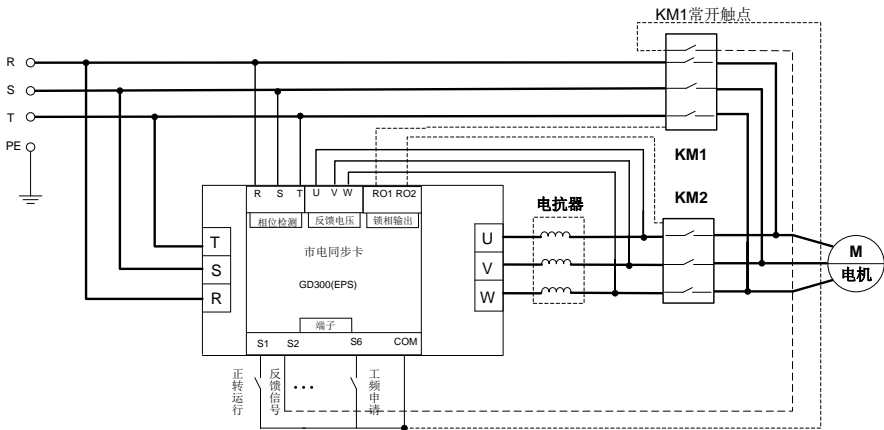 KM1常开触点
R
S
T
PE
KM1
KM2
R S T U V W RO1 RO2
相位检测 反馈电压 锁相输出
电抗器
市电同步卡
GD300(EPS)
T
S
R
U
V
W
M
电机
端子
S1 S2 S6 COM
正转运行
反馈信号
•••
工频申请